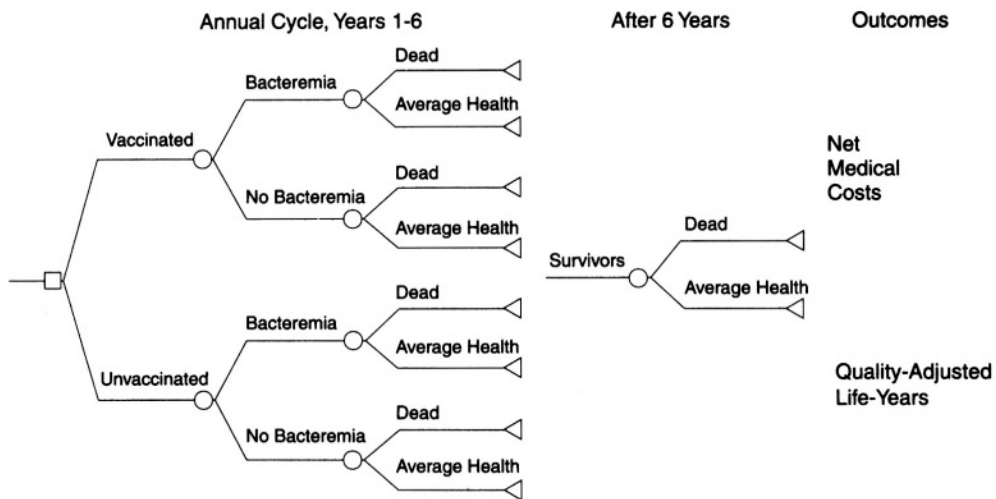 Annual Cycle, Years 1-6
After 6 Years
Outcomes
Dead
Bacteremia
Average Health
Vaccinated
Dead
No Bacteremia
Average Health
Dead
Bacteremia
Average Health
Unvaccinated
Dead
No Bacteremia
Average Health
Dead
Survivors
Average Health
Net
Medical
Costs
Quality-Adjusted
Life-Years